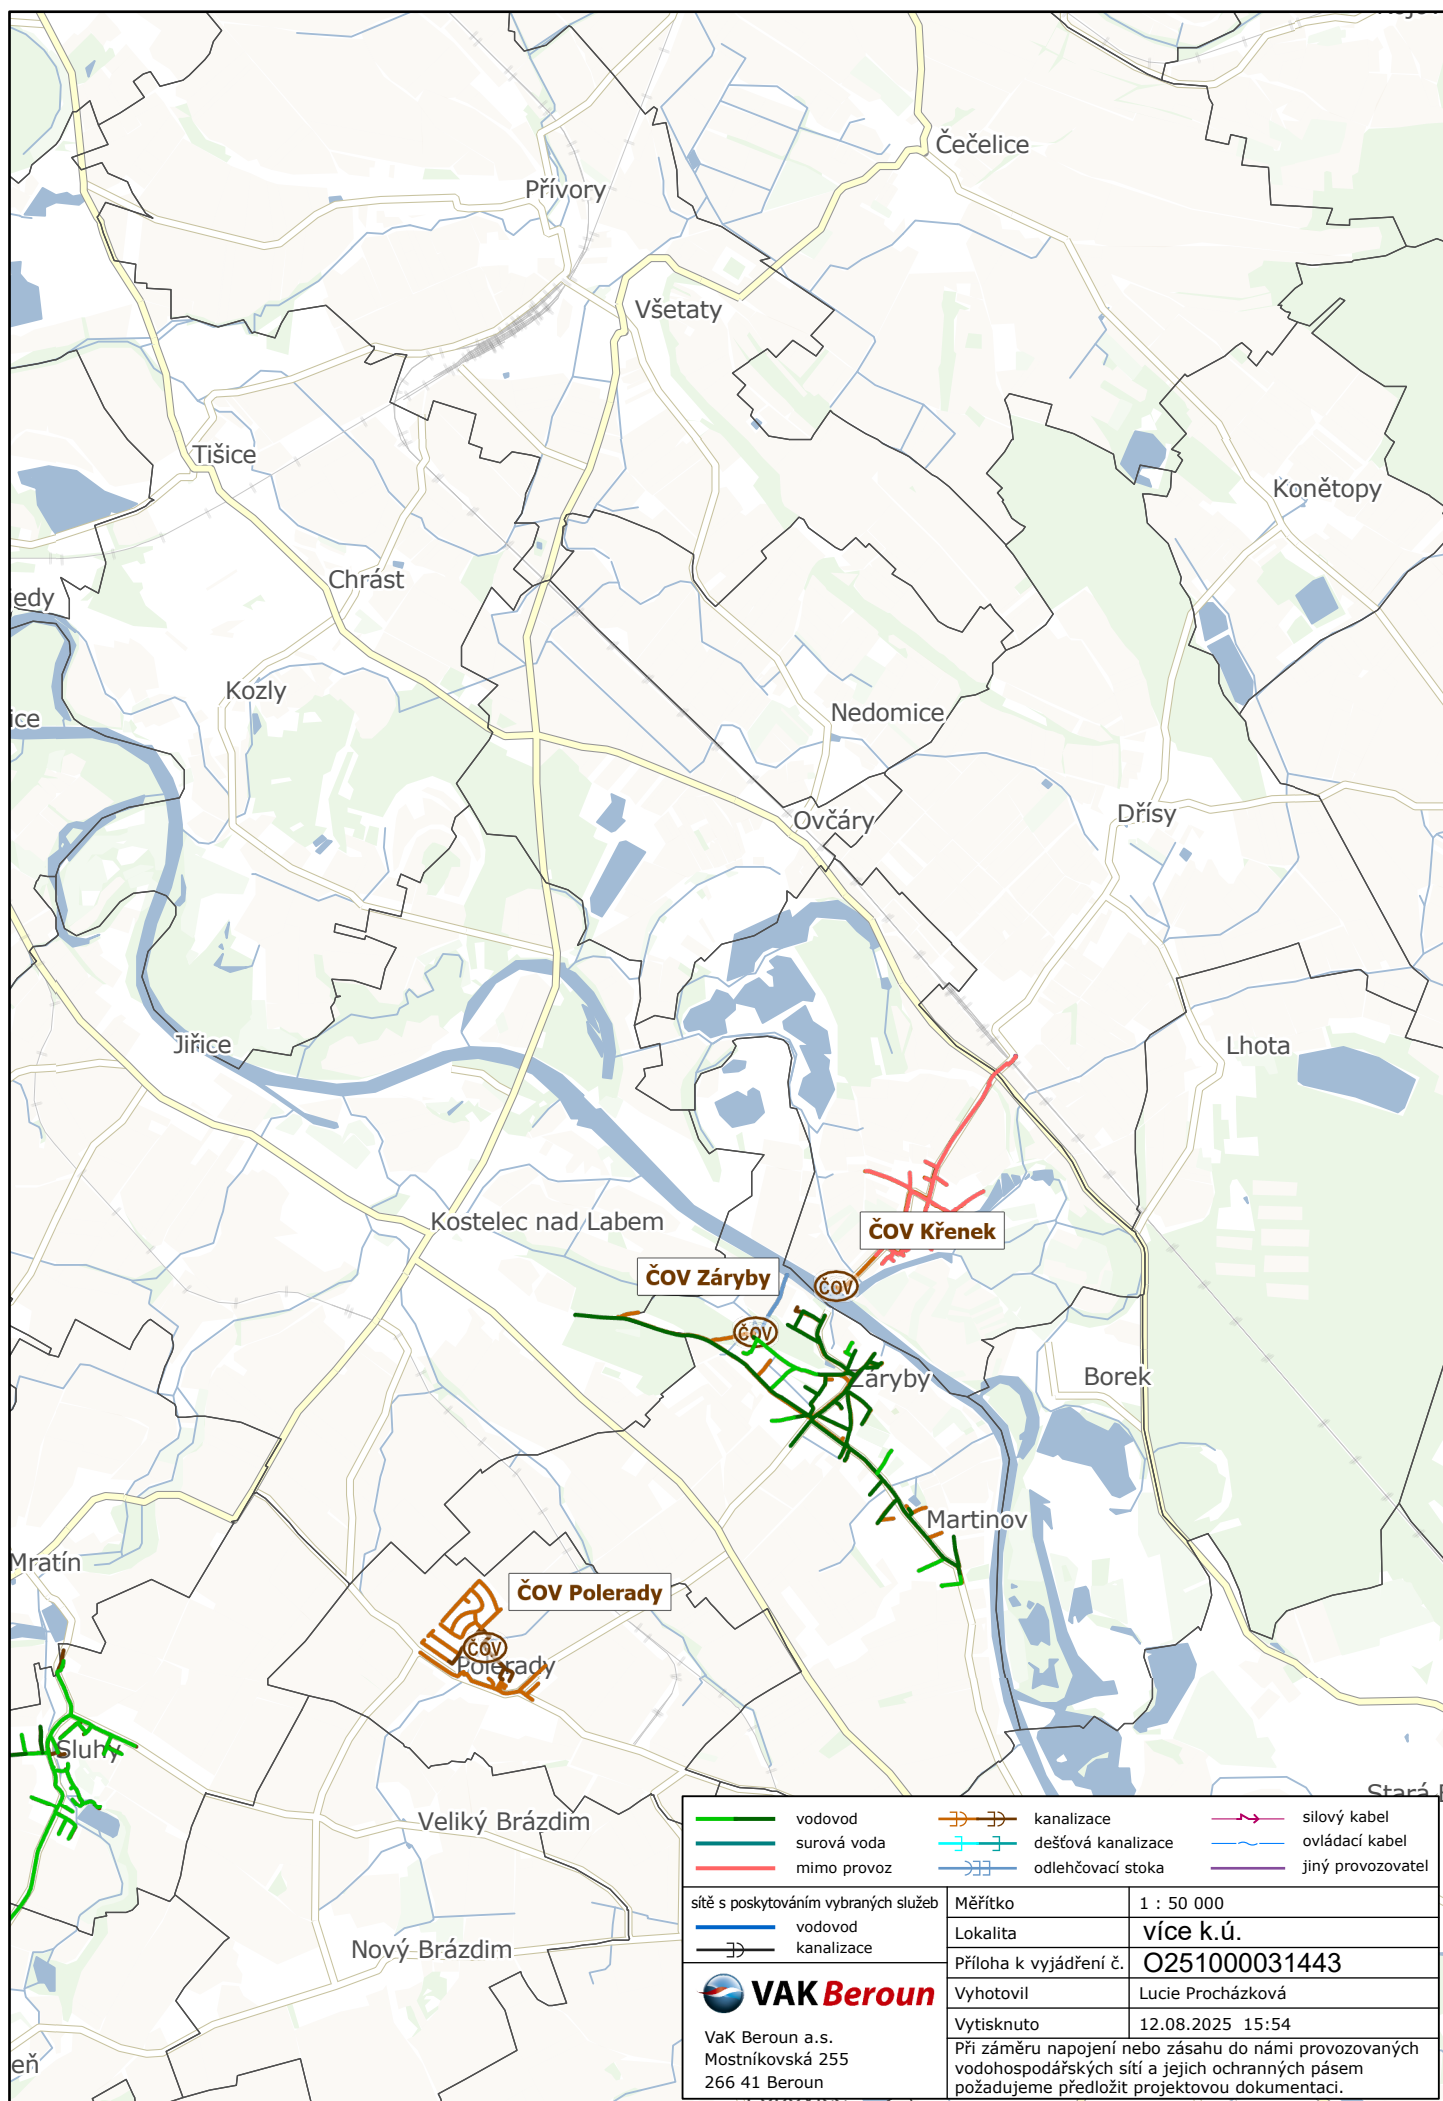 Čečelice
Přívory
Všetaty
Tišice
Konětopy
Chrást
edy
Kozly
ice
Nedomice
Ovčáry
Dřísy
Jiřice
Lhota
Kostelec nad Labem
ČOV Křenek
ČOV Záryby
ČOV
ČOV
Záryby
Borek
Martinov
Mratín
ČOV Polerady
ČOV
Polerady
Sluhy
Stará B
Veliký Brázdim
Nový Brázdim
eň
vodovod
kanalizace
silový kabel
surová voda
dešťová kanalizace
ovládací kabel
mimo provoz
odlehčovací stoka
jiný provozovatel
sítě s poskytováním vybraných služeb
vodovod
kanalizace
Měřítko 1 : 50 000
Lokalita více k.ú.
Příloha k vyjádření č. O251000031443
Vyhotovil Lucie Procházková
Vytisknuto 12.08.2025 15:54
VAK Beroun
VaK Beroun a.s.
Mostníkovská 255
266 41 Beroun
Při záměru napojení nebo zásahu do námi provozovaných
vodohospodářských sítí a jejich ochranných pásem
požadujeme předložit projektovou dokumentaci.